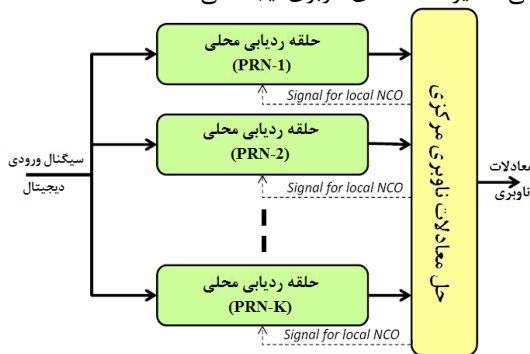 حلقه ردیابی محلی
(PRN-1)
Signal for local NCO
حلقه ردیابی محلی
(PRN-2)
Signal for local NCO
حلقه ردیابی محلی
(PRN-K)
Signal for local NCO
سیگنال ورودی
دیجیتال
حل معادلات ناوبری مرکزی
معادلات
ناوبری